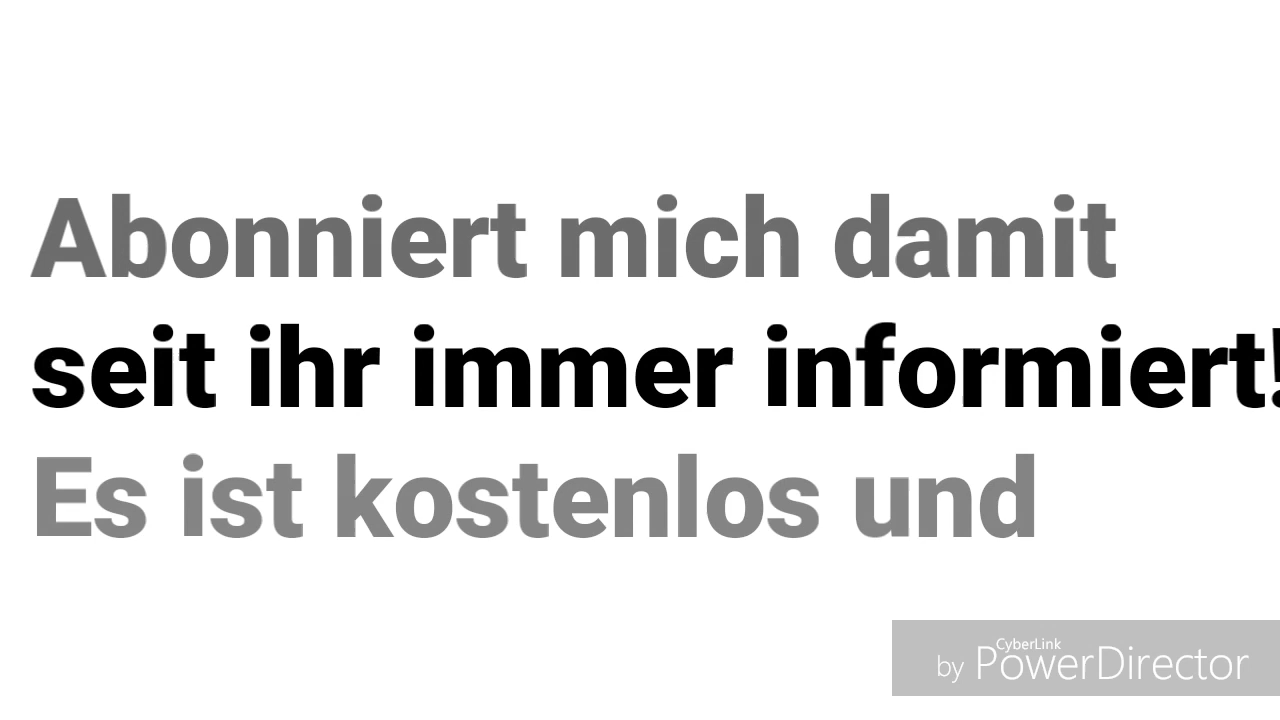 Abonniert mich damit
seit ihr immer informiert!
Es ist kostenlos und
by CyberLink PowerDirector